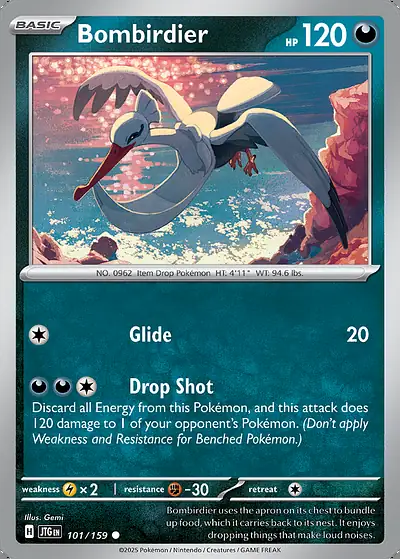 BASIC
Bombirdier
HP 120
NO. 0962 Item Drop Pokémon HT: 4'11" WT: 94.6 lbs.
Glide 20
Drop Shot
Discard all Energy from this Pokémon, and this attack does
120 damage to 1 of your opponent's Pokémon. (Don't apply
Weakness and Resistance for Benched Pokémon.)
weakness × 2 resistance -30 retreat
Illus. Gemi
H JTG EN 101/159
Bombirdier uses the apron on its chest to bundle
up food, which it carries back to its nest. It enjoys
dropping things that make loud noises.
©2025 Pokémon / Nintendo / Creatures / GAME FREAK